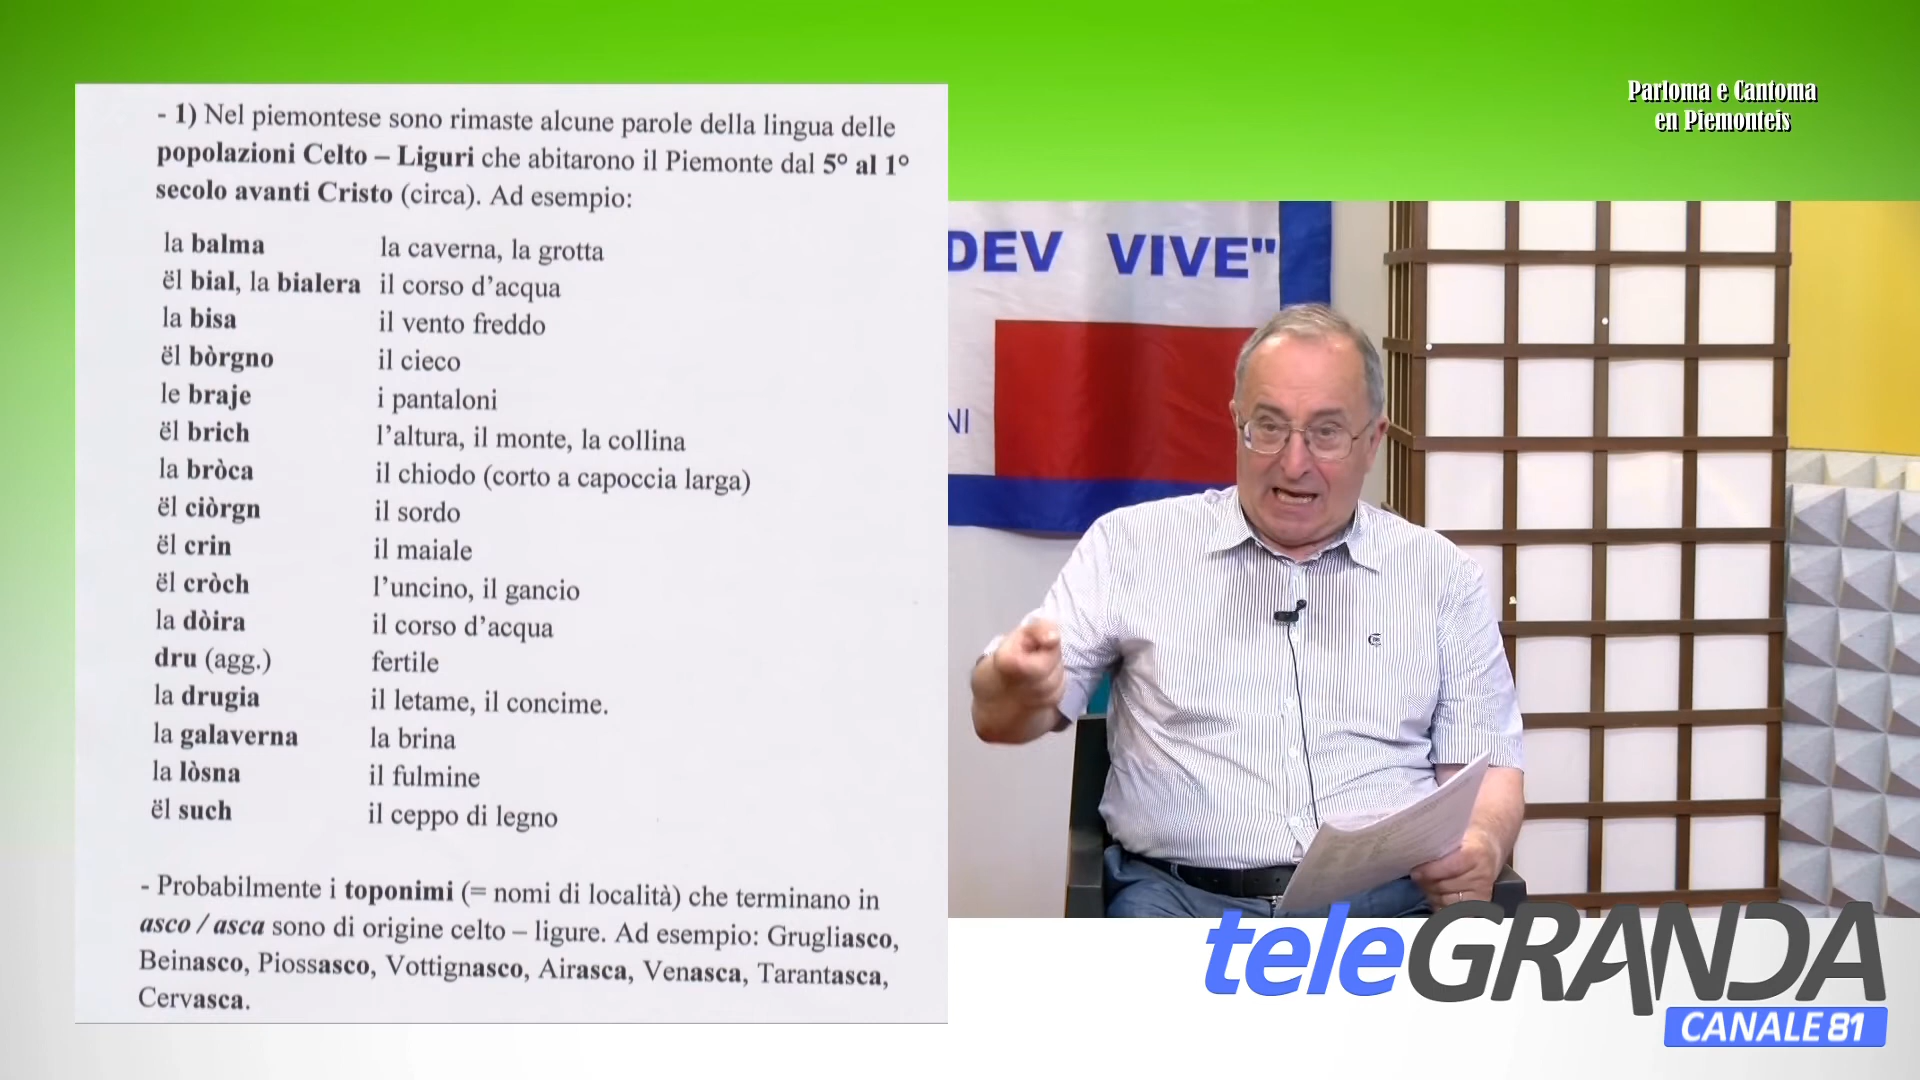 - 1) Nel piemontese sono rimaste alcune parole della lingua delle
popolazioni Celto – Liguri che abitarono il Piemonte dal 5° al 1°
secolo avanti Cristo (circa). Ad esempio:
la balma la caverna, la grotta
ël bial, la bialera il corso d’acqua
la bisa il vento freddo
ël bòrgno il cieco
le braje i pantaloni
ël brich l’altura, il monte, la collina
la bròca il chiodo (corto a capoccia larga)
ël ciòrgn il sordo
ël crin il maiale
ël cròch l’uncino, il gancio
la dòira il corso d’acqua
dru (agg.) fertile
la drugia il letame, il concime.
la galaverna la brina
la lòsna il fulmine
ël such il ceppo di legno
- Probabilmente i toponimi (= nomi di località) che terminano in
asco / asca sono di origine celto – ligure. Ad esempio: Grugliasco,
Beinasco, Piossasco, Vottignasco, Airasca, Venasca, Tarantasca,
Cervasca.
Parloma e Cantoma
en Piemonteis
DEV VIVE"
NI
teleGRANDA
CANALE 81